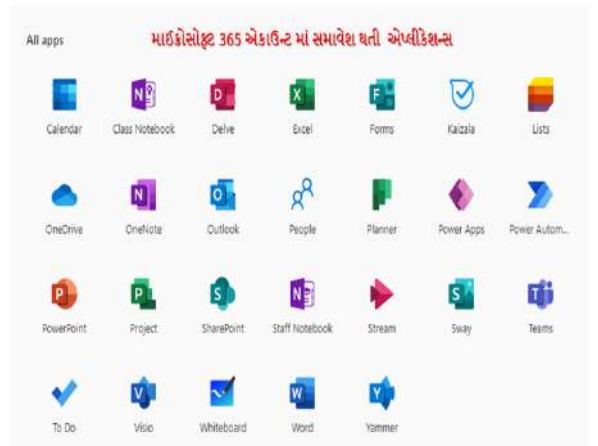 All apps
માઈક્રોસોફ્ટ 365 એકાઉન્ટ માં સમાવેશ થતી એપ્લીકેશન્સ
Calendar Class Notebook Delve Excel Forms Kaizala Lists
OneDrive OneNote Outlook People Planner Power Apps Power Autom...
PowerPoint Project SharePoint Staff Notebook Stream Sway Teams
To Do Visio Whiteboard Word Yammer